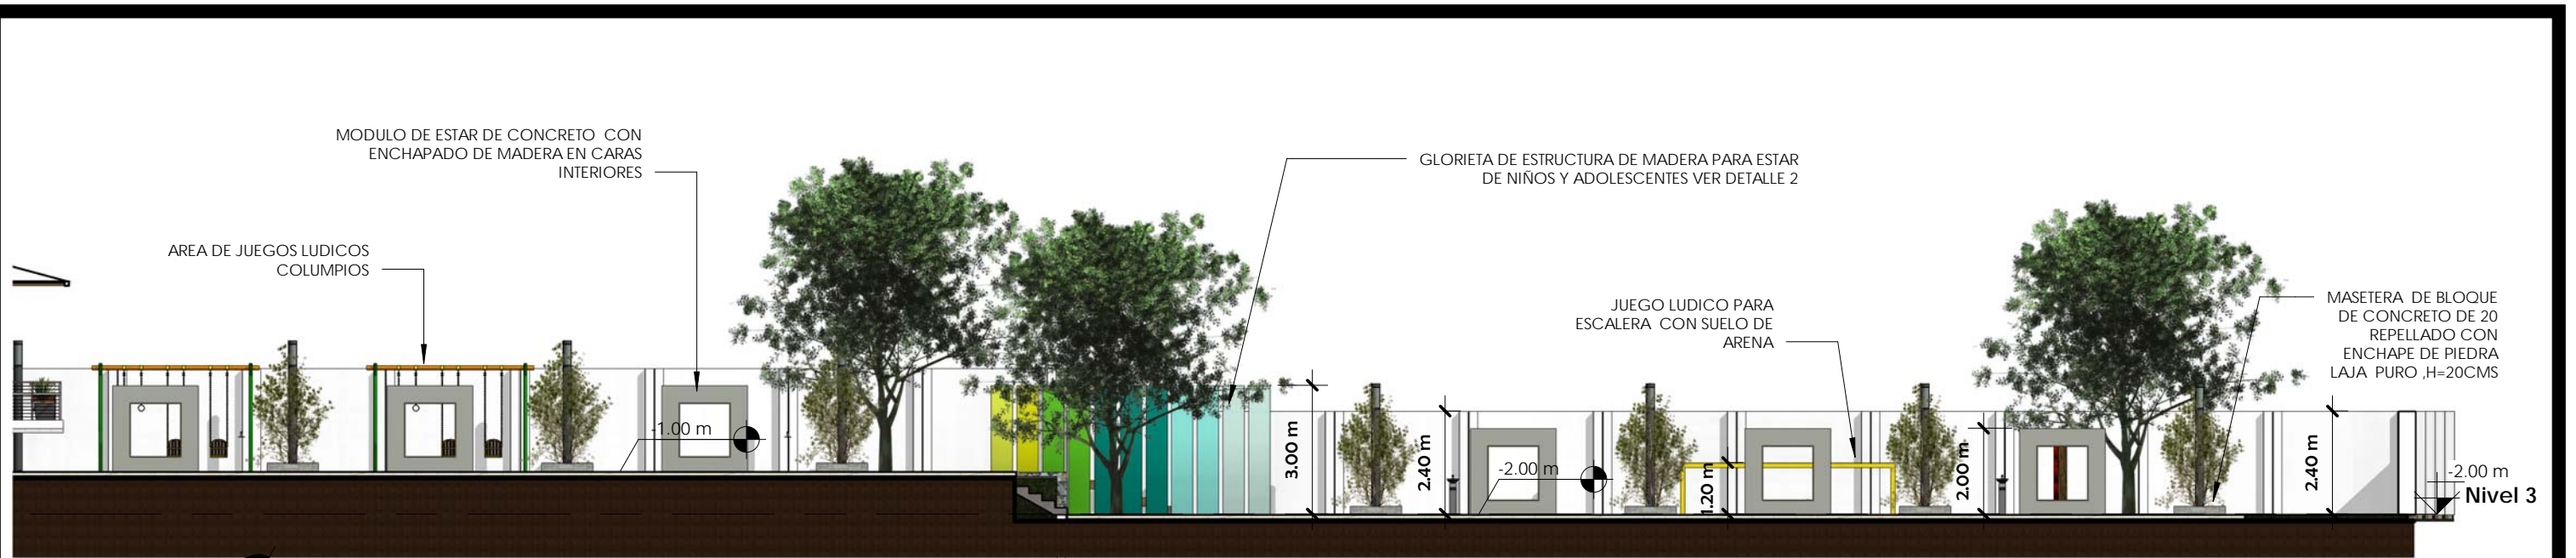 MODULO DE ESTAR DE CONCRETO CON
ENCHAPADO DE MADERA EN CARAS
INTERIORES
AREA DE JUEGOS LUDICOS
COLUMPIOS
GLORIETA DE ESTRUCTURA DE MADERA PARA ESTAR
DE NIÑOS Y ADOLESCENTES VER DETALLE 2
JUEGO LUDICO PARA
ESCALERA CON SUELO DE
ARENA
MASETERA DE BLOQUE
DE CONCRETO DE 20
REPELLADO CON
ENCHAPE DE PIEDRA
LAJA PURO ,H=20CMS
-1.00 m
3.00 m
2.40 m
-2.00 m
1.20 m
2.00 m
2.40 m
-2.00 m
Nivel 3